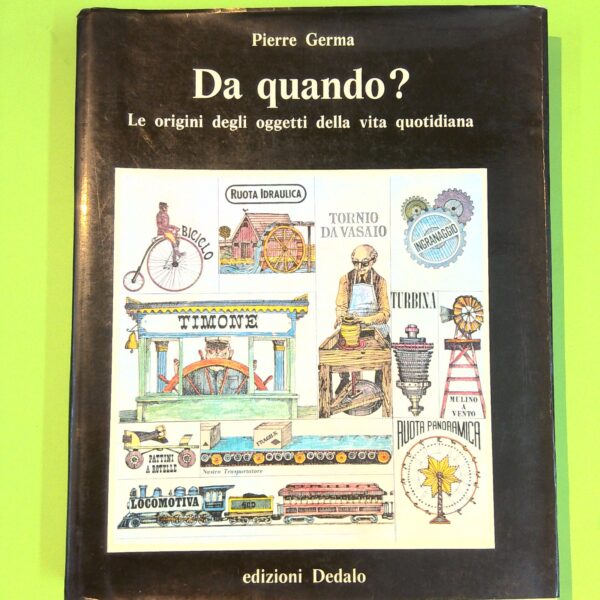 Pierre Germa
Da quando?
Le origini degli oggetti della vita quotidiana
BICICLO
RUOTA IDRAULICA
TORNIO
DA VASAIO
INGRANAGGIO
TIMONE
TURBINA
MULINO
A
VENTO
PATTINI
A ROTELLE
FRAGILE
Nastro Trasportatore
RUOTA PANORAMICA
LOCOMOTIVA
edizioni Dedalo